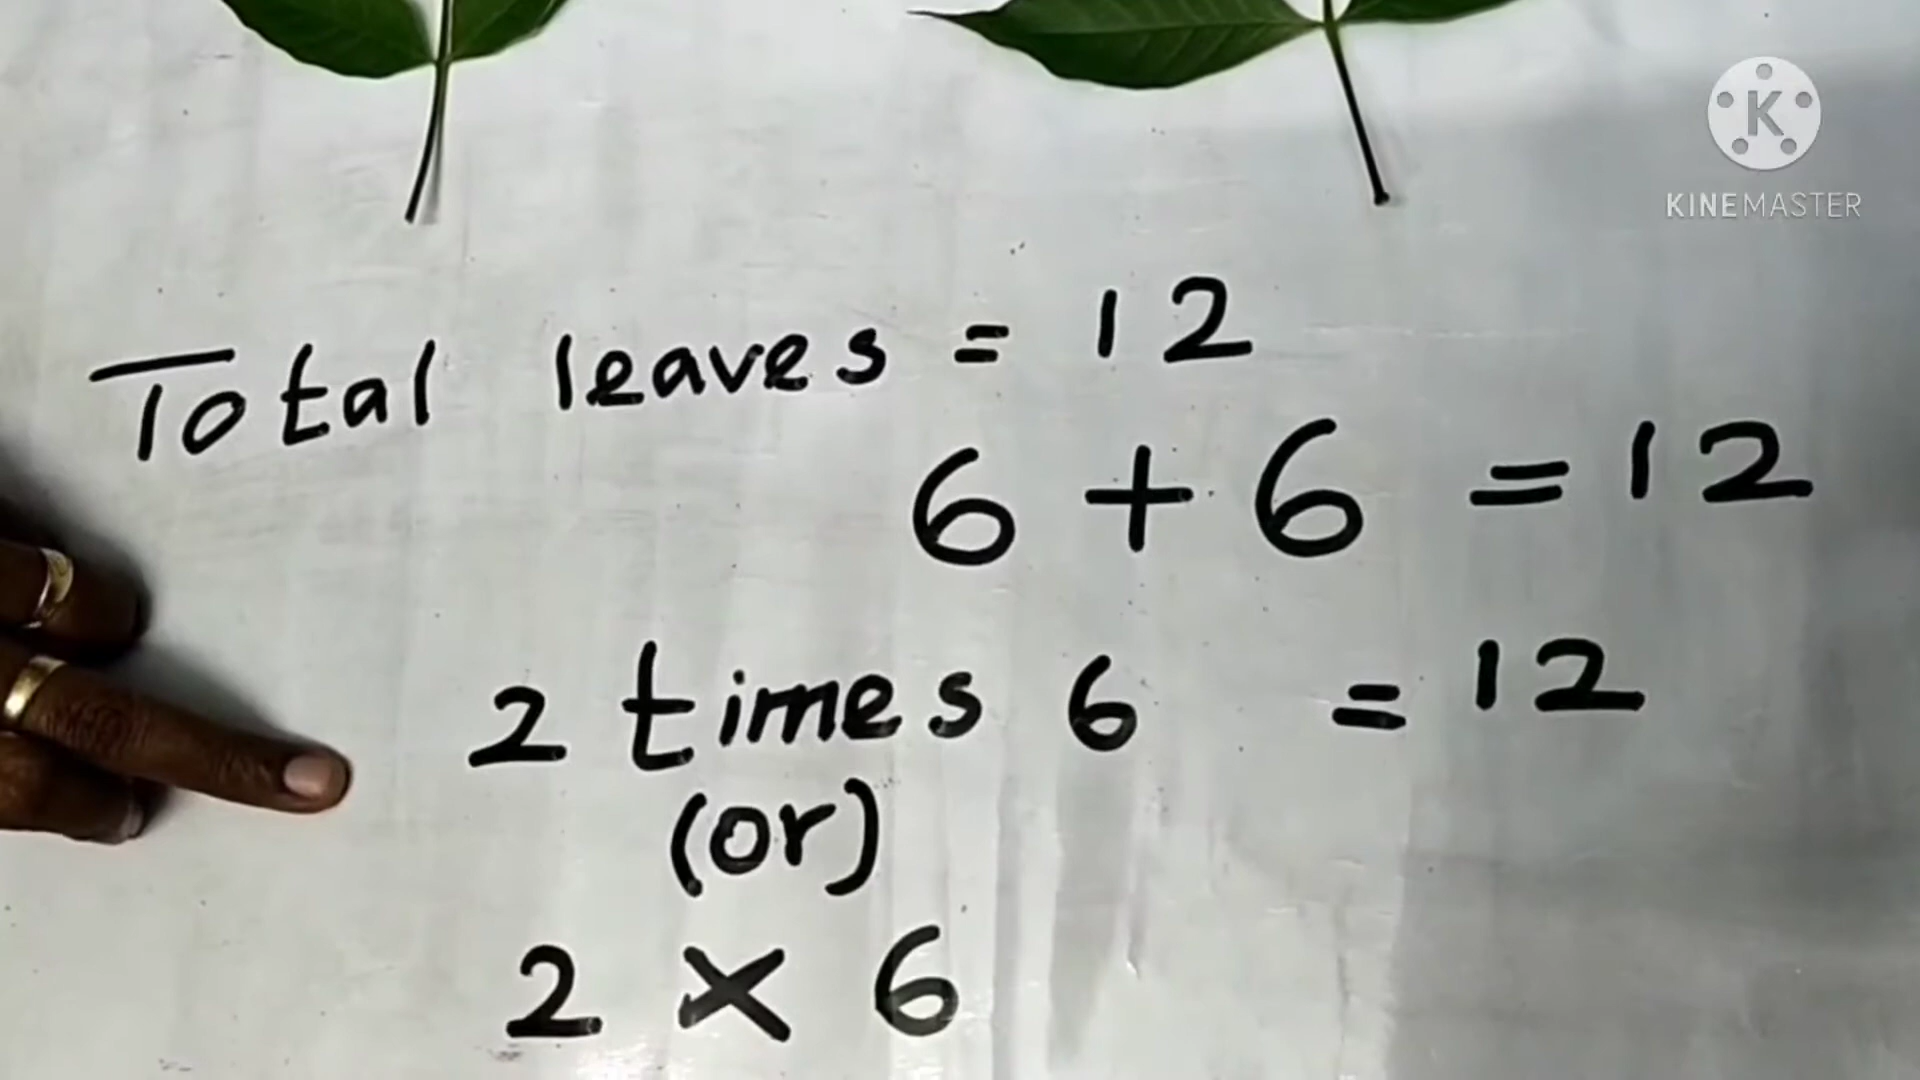 K
KINEMASTER
Total leaves = 12
6 + 6 = 12
2 times 6 = 12
(or)
2 × 6